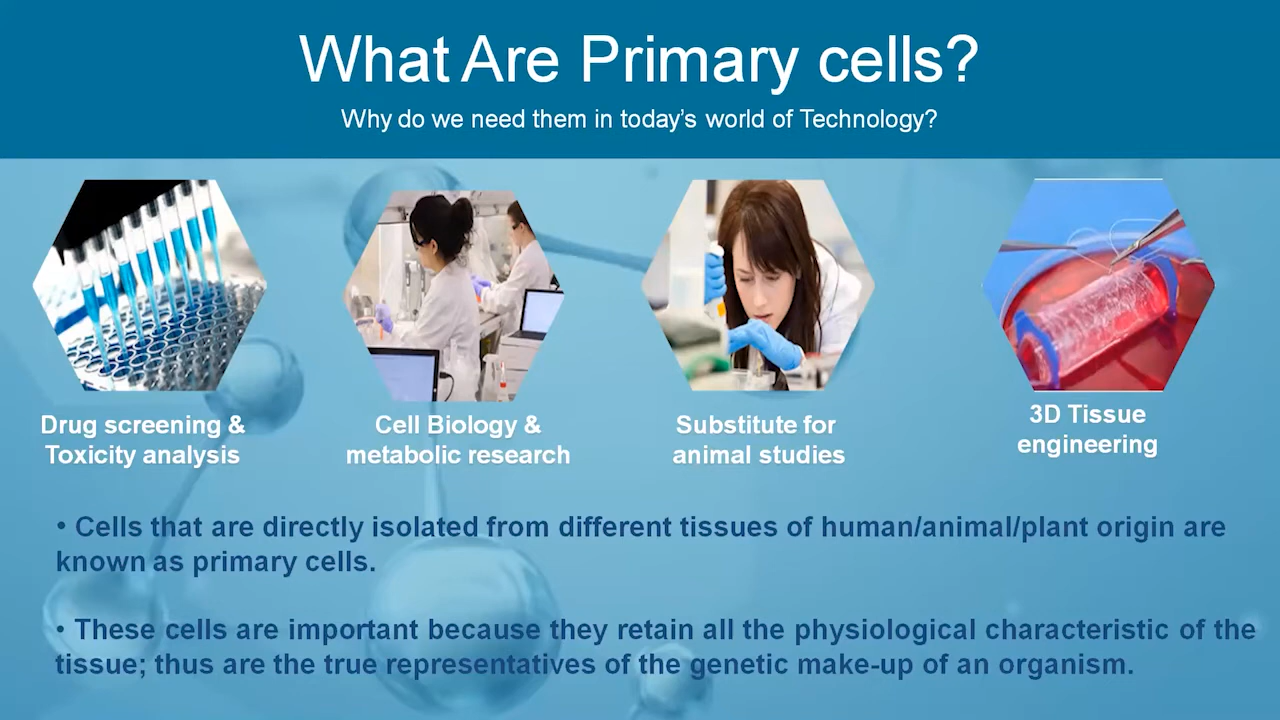 What Are Primary cells?
Why do we need them in today’s world of Technology?
Drug screening &
Toxicity analysis
Cell Biology &
metabolic research
Substitute for
animal studies
3D Tissue
engineering
• Cells that are directly isolated from different tissues of human/animal/plant origin are
known as primary cells.
• These cells are important because they retain all the physiological characteristic of the
tissue; thus are the true representatives of the genetic make-up of an organism.